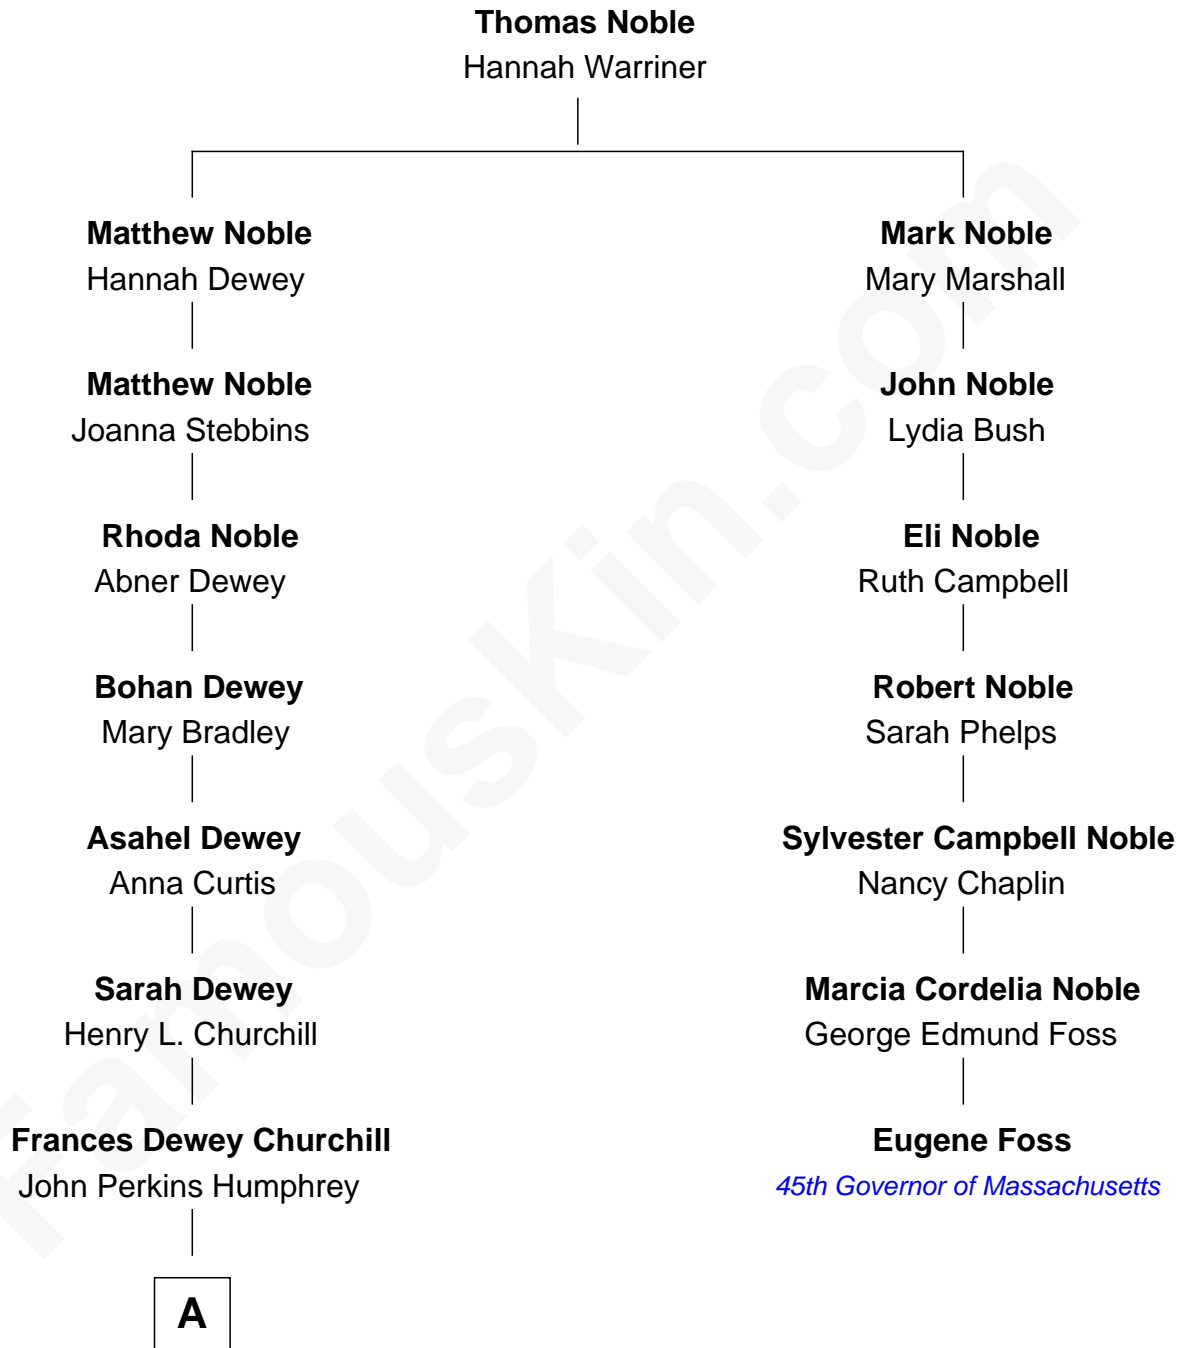 Thomas Noble
Hannah Warriner
Matthew Noble
Hannah Dewey
Mark Noble
Mary Marshall
Matthew Noble
Joanna Stebbins
John Noble
Lydia Bush
Rhoda Noble
Abner Dewey
Eli Noble
Ruth Campbell
Bohan Dewey
Mary Bradley
Robert Noble
Sarah Phelps
Asahel Dewey
Anna Curtis
Sylvester Campbell Noble
Nancy Chaplin
Sarah Dewey
Henry L. Churchill
Marcia Cordelia Noble
George Edmund Foss
Frances Dewey Churchill
John Perkins Humphrey
Eugene Foss
45th Governor of Massachusetts
A
FamousKin.com